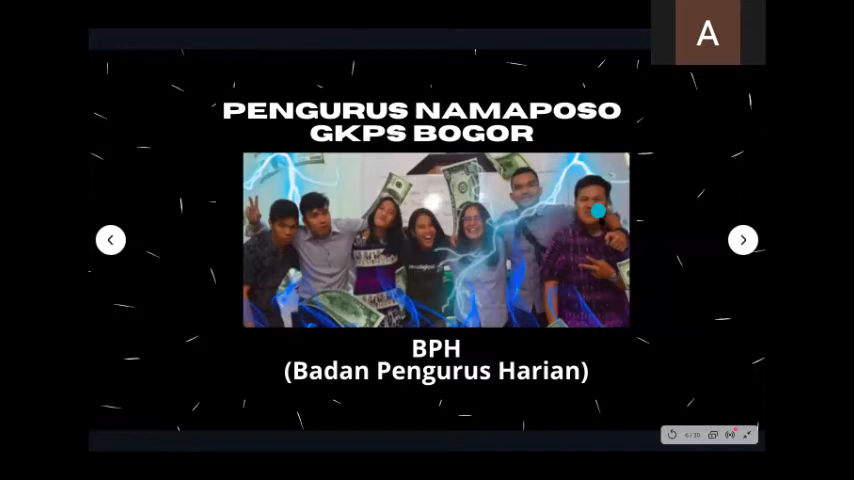 A
PENGURUS NAMAPOSO
GKPS BOGOR
BPH
(Badan Pengurus Harian)